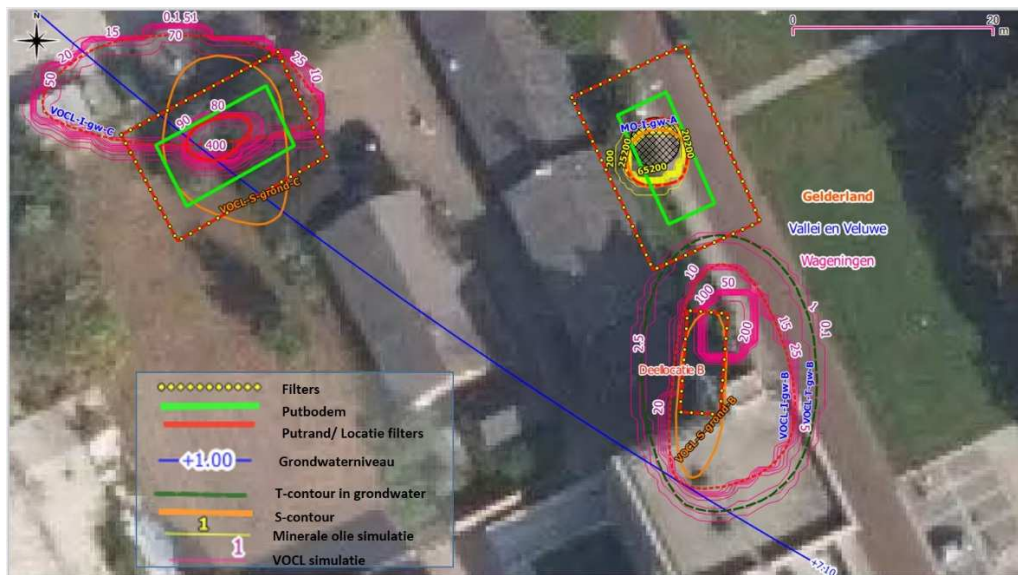 N
0.1 51
15
70
20
50
25
10
VOCL-I-gw-C
80
90
400
VOCL-S-grond-C
0
20
m
MO-I-gw-A
200
25200
20200
65200
Gelderland
Vallei en Veluwe
Wageningen
10
50
100
200
1
0.1
15
25
2.5
Deellocatie B
20
VOCL-I-gw-B
VOCL-T-gw-B
5
VOCL-S-grond-B
+7.10
Filters
Putbodem
Putrand/ Locatie filters
+1.00 Grondwaterniveau
T-contour in grondwater
S-contour
1 Minerale olie simulatie
1 VOCL simulatie